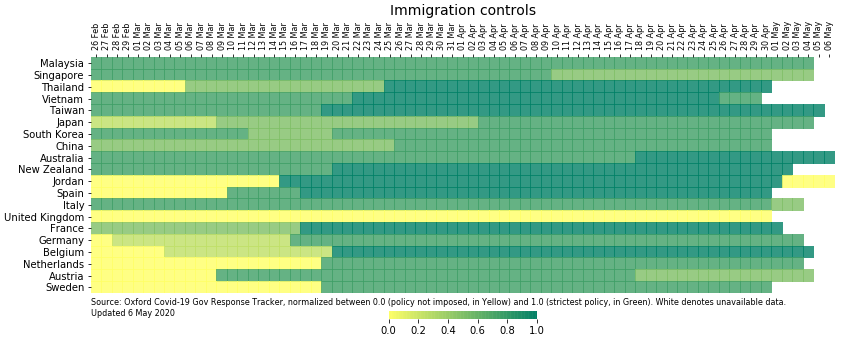 Immigration controls
26 Feb
27 Feb
28 Feb
29 Feb
01 Mar
02 Mar
03 Mar
04 Mar
05 Mar
06 Mar
07 Mar
08 Mar
09 Mar
10 Mar
11 Mar
12 Mar
13 Mar
14 Mar
15 Mar
16 Mar
17 Mar
18 Mar
19 Mar
20 Mar
21 Mar
22 Mar
23 Mar
24 Mar
25 Mar
26 Mar
27 Mar
28 Mar
29 Mar
30 Mar
31 Mar
01 Apr
02 Apr
03 Apr
04 Apr
05 Apr
06 Apr
07 Apr
08 Apr
09 Apr
10 Apr
11 Apr
12 Apr
13 Apr
14 Apr
15 Apr
16 Apr
17 Apr
18 Apr
19 Apr
20 Apr
21 Apr
22 Apr
23 Apr
24 Apr
25 Apr
26 Apr
27 Apr
28 Apr
29 Apr
30 Apr
01 May
02 May
03 May
04 May
05 May
06 May
Malaysia
Singapore
Thailand
Vietnam
Taiwan
Japan
South Korea
China
Australia
New Zealand
Jordan
Spain
Italy
United Kingdom
France
Germany
Belgium
Netherlands
Austria
Sweden
Source: Oxford Covid-19 Gov Response Tracker, normalized between 0.0 (policy not imposed, in Yellow) and 1.0 (strictest policy, in Green). White denotes unavailable data.
Updated 6 May 2020
0.0 0.2 0.4 0.6 0.8 1.0